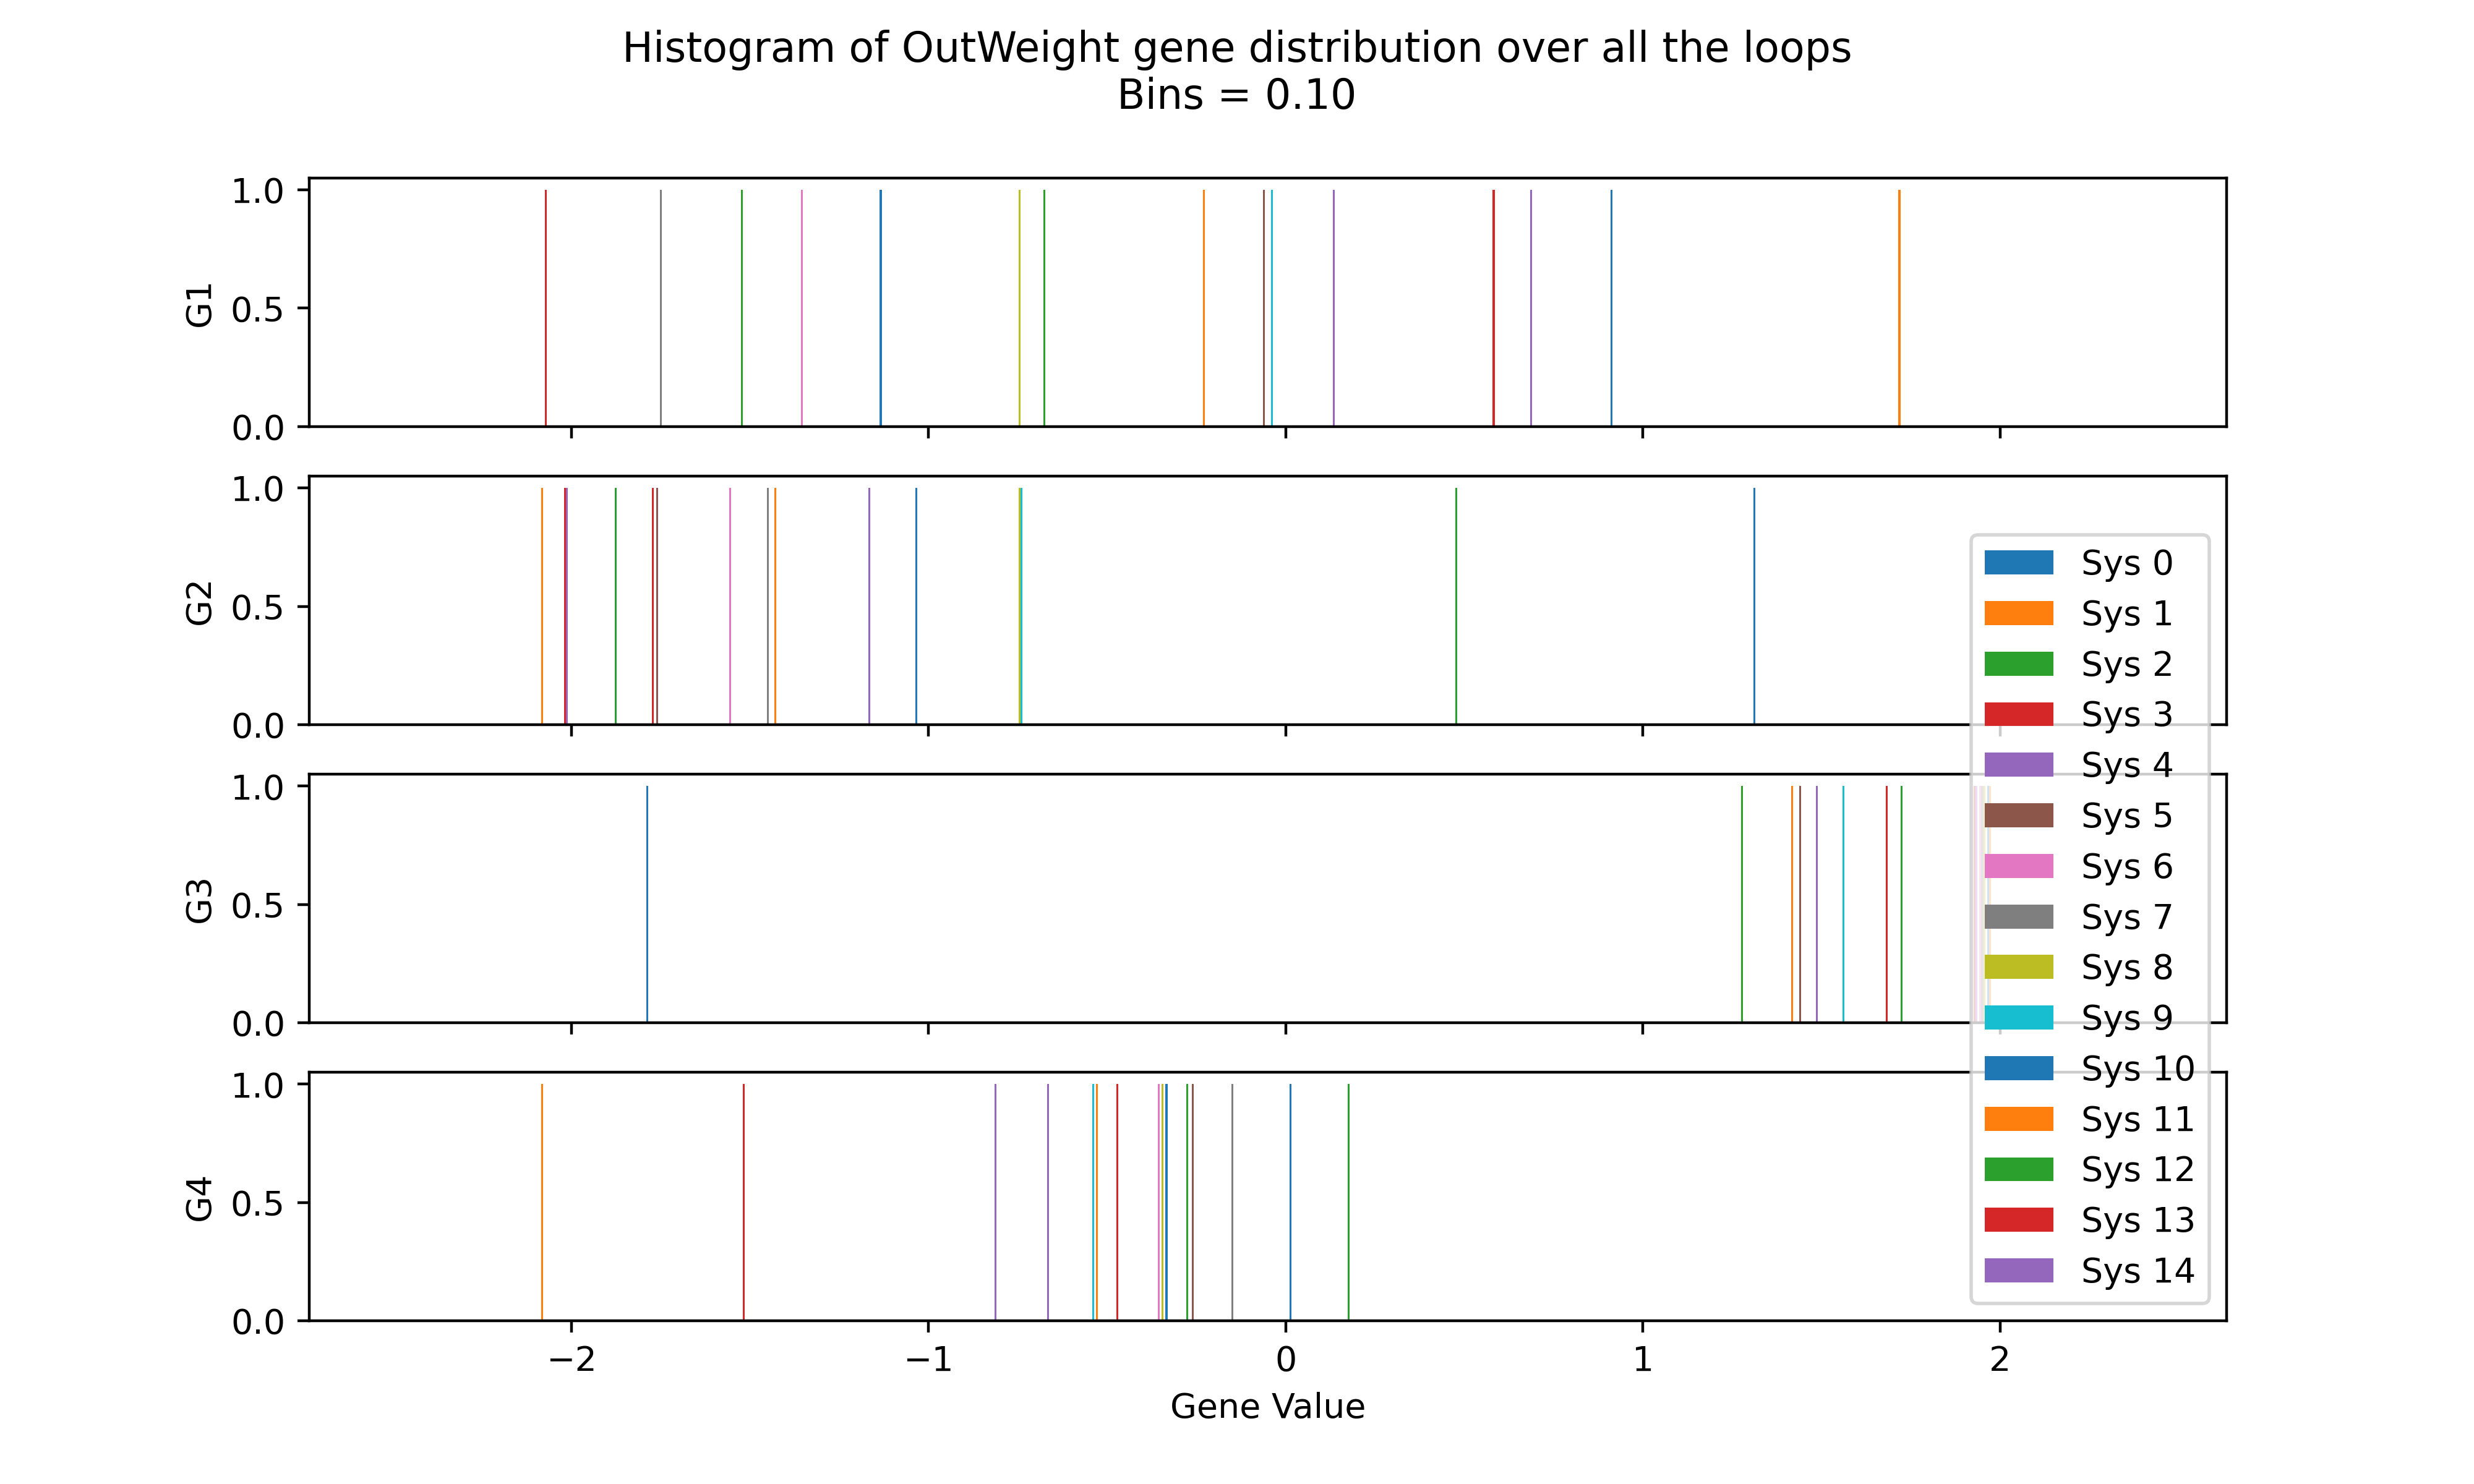 Histogram of OutWeight gene distribution over all the loops
Bins = 0.10
1.0
0.5
0.0
G1
1.0
0.5
0.0
G2
1.0
0.5
0.0
G3
1.0
0.5
0.0
G4
Sys 0
Sys 1
Sys 2
Sys 3
Sys 4
Sys 5
Sys 6
Sys 7
Sys 8
Sys 9
Sys 10
Sys 11
Sys 12
Sys 13
Sys 14
−2 −1 0 1 2
Gene Value